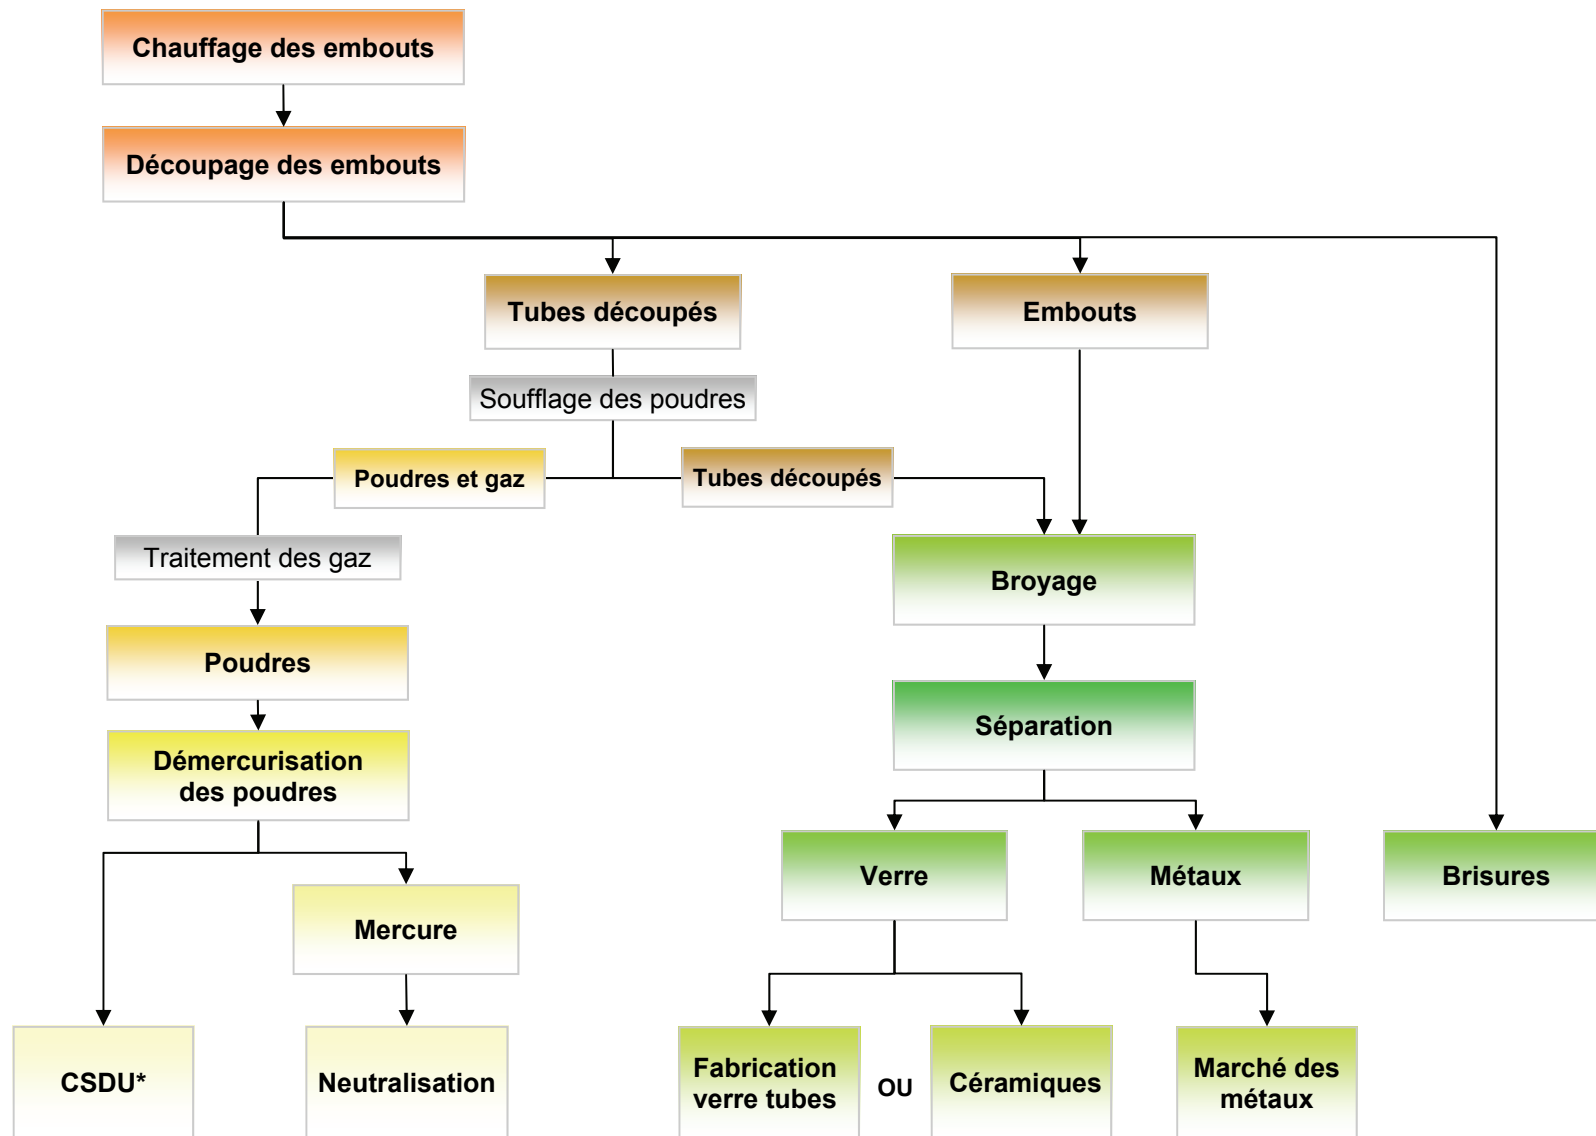 Chauffage des embouts
Découpage des embouts
Tubes découpés
Embouts
Soufflage des poudres
Poudres et gaz
Tubes découpés
Traitement des gaz
Broyage
Poudres
Séparation
Démercurisation
des poudres
Verre
Métaux
Brisures
Mercure
CSDU*
Neutralisation
Fabrication
verre tubes
OU
Céramiques
Marché des
métaux